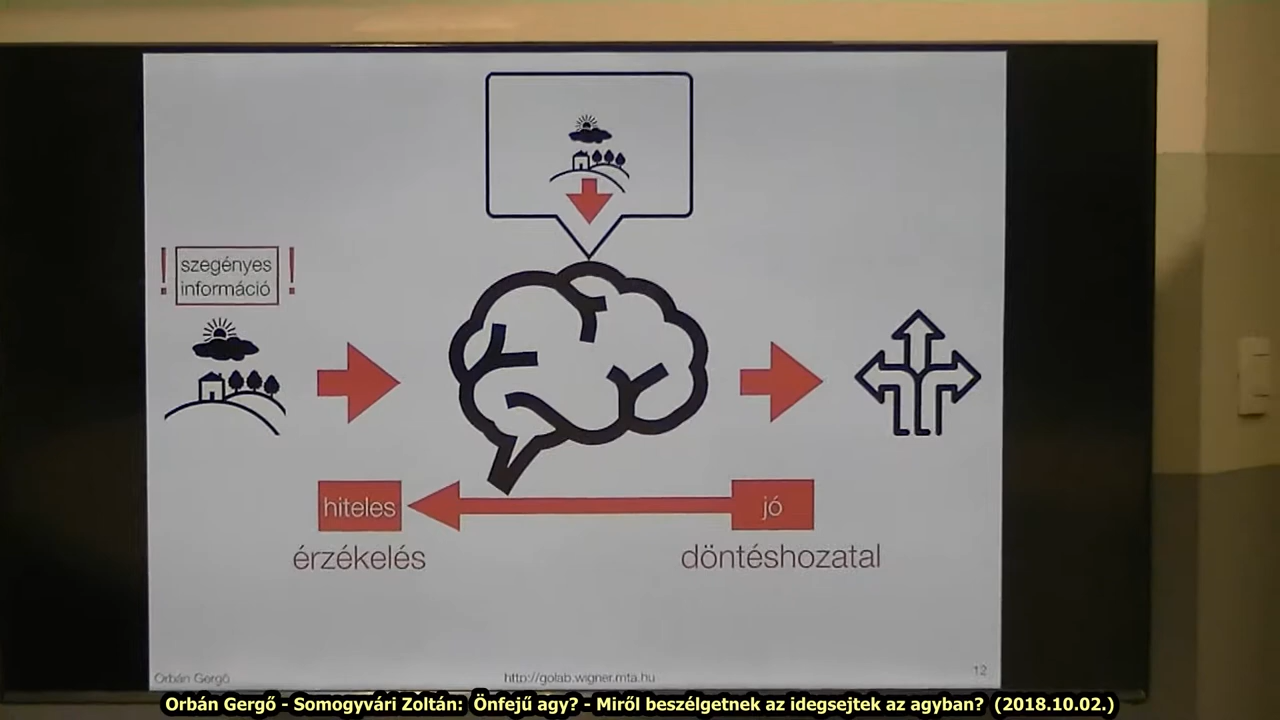 ! szegényes !
információ
hiteles
jó
érzékelés
döntéshozatal
Orbán Gergő
http://golab.wigner.mta.hu
12
Orbán Gergő - Somogyvári Zoltán: Önfejű agy? - Miről beszélgetnek az idegsejtek az agyban? (2018.10.02.)